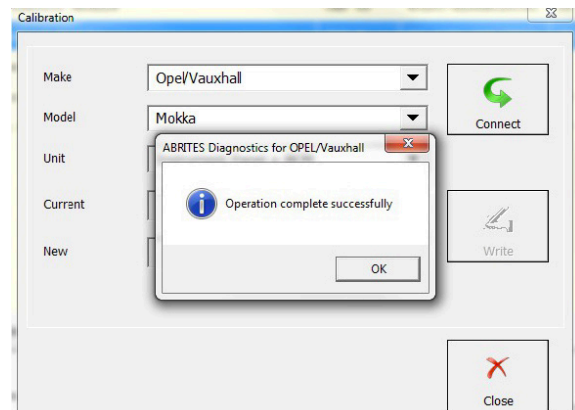 Calibration
Make
Opel/Vauxhall
Connect
Model
Mokka
ABRITES Diagnostics for OPEL/Vauxhall
Unit
Operation complete successfully
Current
Write
New
OK
Close